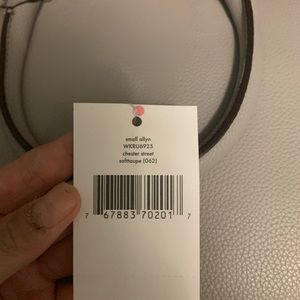 small allyn
WKRU6925
chester street
softtaupe (062)
7 67883 70201 7